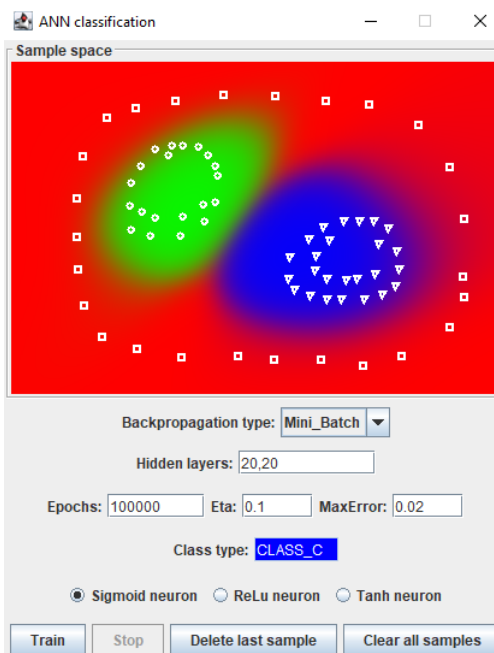 ANN classification
Sample space
Backpropagation type: Mini_Batch
Hidden layers: 20,20
Epochs: 100000 Eta: 0.1 MaxError: 0.02
Class type: CLASS_C
Sigmoid neuron ReLu neuron Tanh neuron
Train Stop Delete last sample Clear all samples